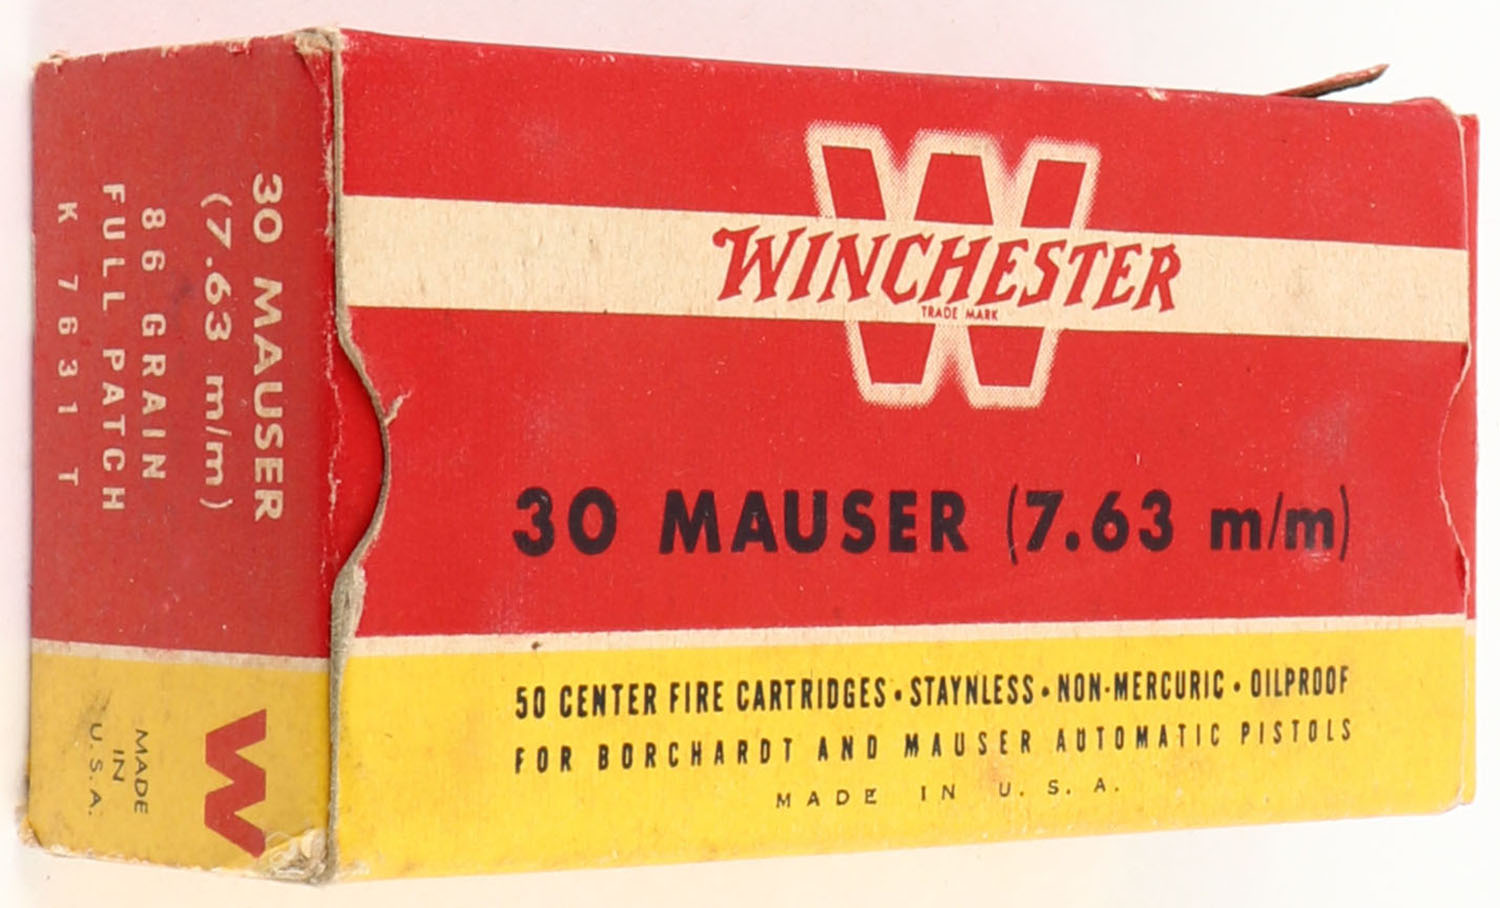 W
WINCHESTER
TRADE MARK
30 MAUSER (7.63 m/m)
50 CENTER FIRE CARTRIDGES • STAYNLESS • NON-MERCURIC • OILPROOF
FOR BORCHARDT AND MAUSER AUTOMATIC PISTOLS
MADE IN U. S. A.
30 MAUSER
(7.63 m/m)
86 GRAIN
FULL PATCH
K 7631 T
W
MADE
IN
U. S. A.